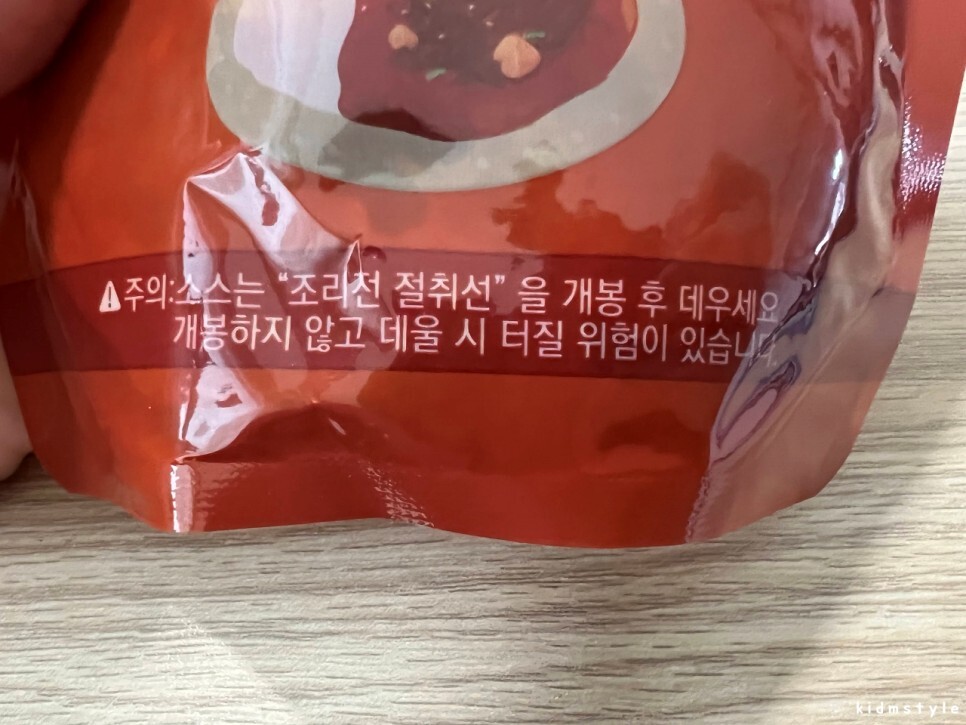 ⚠주의:소스는 “조리전 절취선” 을 개봉 후 데우세요
개봉하지 않고 데울 시 터질 위험이 있습니다.
kidmstyle